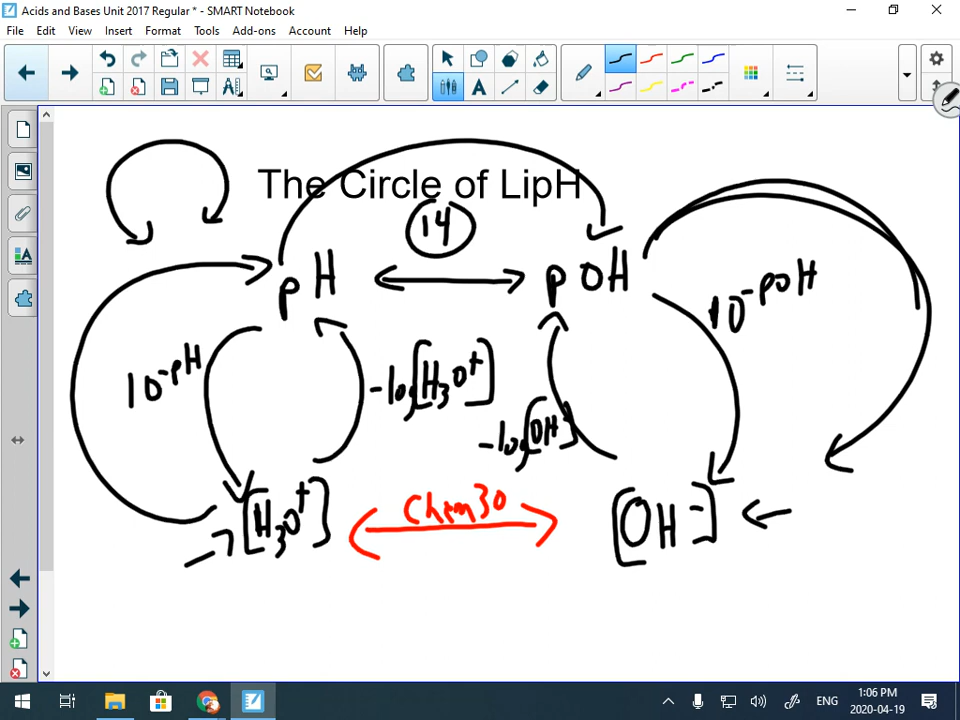 Acids and Bases Unit 2017 Regular * - SMART Notebook
File Edit View Insert Format Tools Add-ons Account Help
The Circle of LipH
14
pH pOH
10-pOH
10-pH
-log[H3O+]
-log[OH]
Chem30
[H3O+] [OH-]
ENG
1:06 PM
2020-04-19